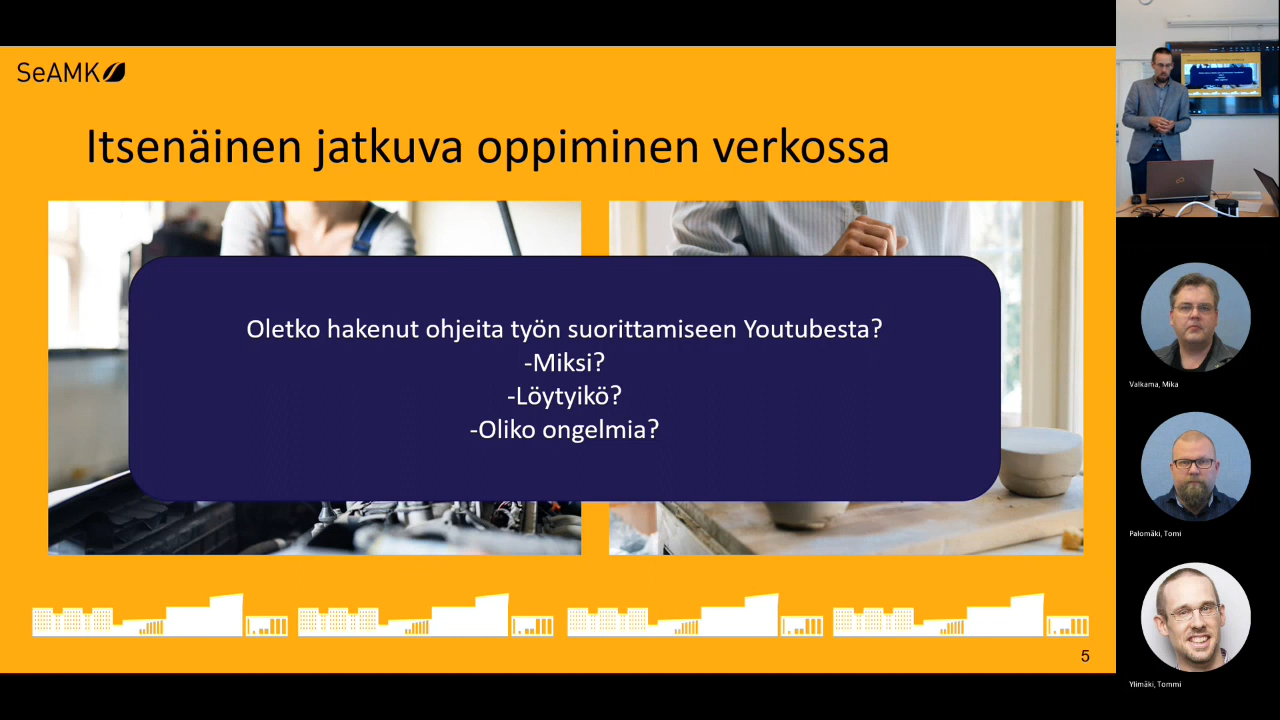 SeAMK
Itsenäinen jatkuva oppiminen verkossa
Oletko hakenut ohjeita työn suorittamiseen Youtubesta?
-Miksi?
-Löytyikö?
-Oliko ongelmia?
5
Valkama, Mika
Palomäki, Tomi
Ylimäki, Tommi